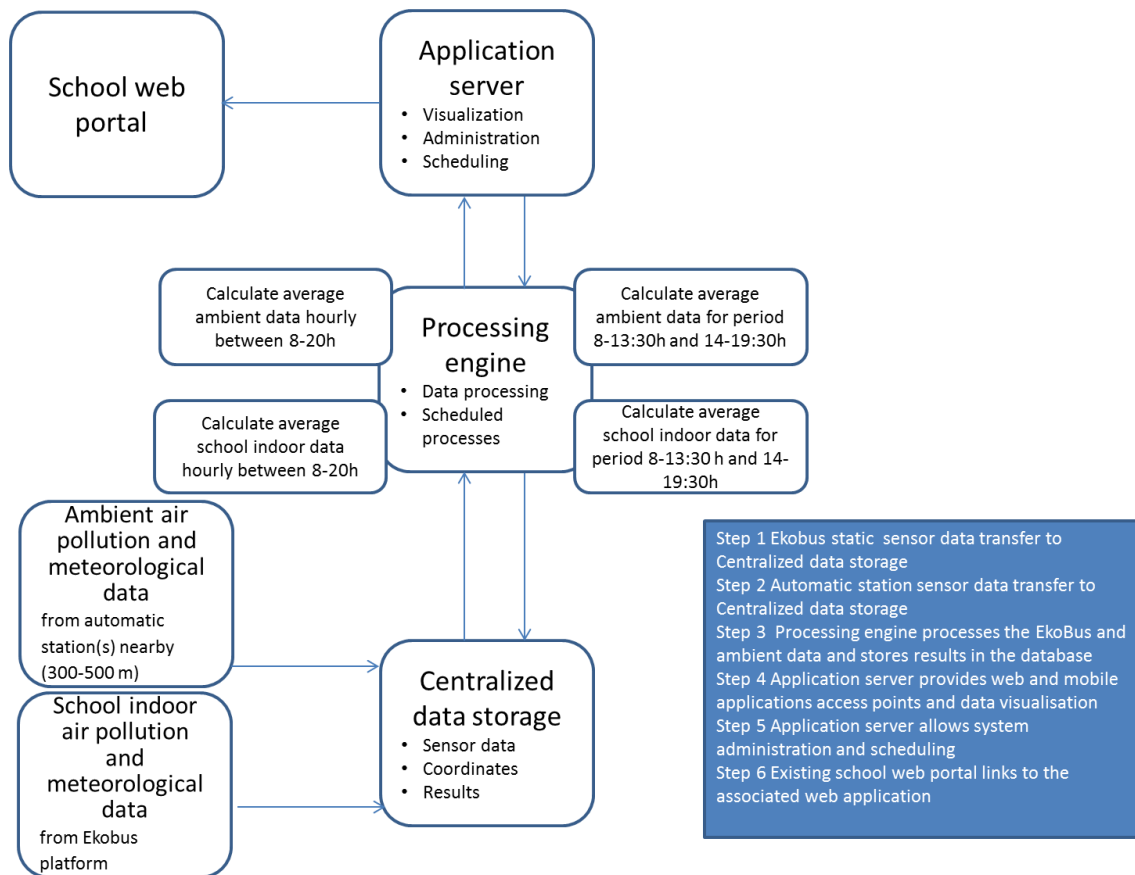 School web
portal
Application
server
• Visualization
• Administration
• Scheduling
Calculate average
ambient data hourly
between 8-20h
Processing
engine
• Data processing
• Scheduled
processes
Calculate average
ambient data for period
8-13:30h and 14-19:30h
Calculate average
school indoor data
hourly between 8-20h
Calculate average
school indoor data for
period 8-13:30 h and 14-
19:30h
Ambient air
pollution and
meteorological
data
from automatic
station(s) nearby
(300-500 m)
School indoor
air pollution
and
meteorological
data
from Ekobus
platform
Centralized
data storage
• Sensor data
• Coordinates
• Results
Step 1 Ekobus static sensor data transfer to
Centralized data storage
Step 2 Automatic station sensor data transfer to
Centralized data storage
Step 3 Processing engine processes the EkoBus and
ambient data and stores results in the database
Step 4 Application server provides web and mobile
applications access points and data visualisation
Step 5 Application server allows system
administration and scheduling
Step 6 Existing school web portal links to the
associated web application